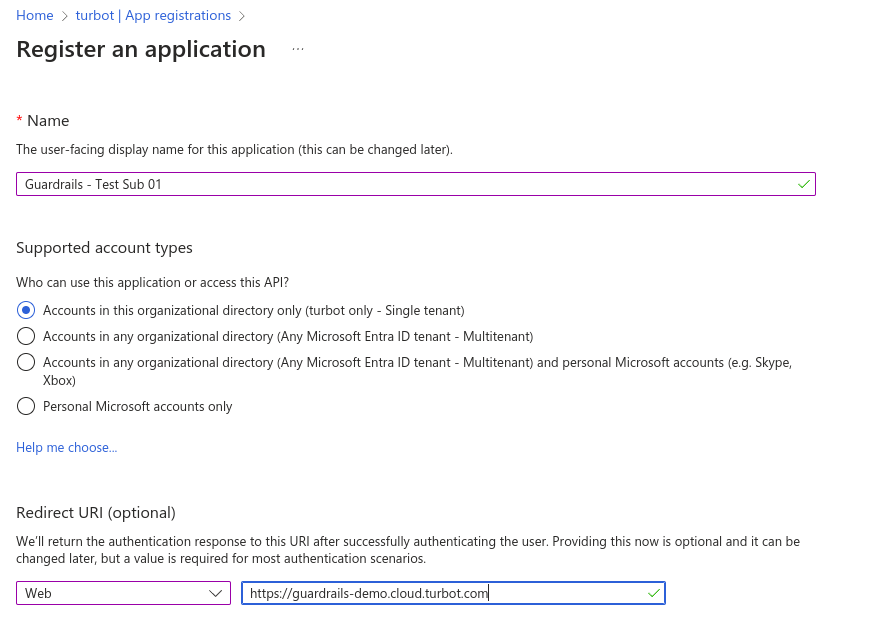 Home > turbot | App registrations >
Register an application ...
* Name
The user-facing display name for this application (this can be changed later).
Guardrails - Test Sub 01
Supported account types
Who can use this application or access this API?
Accounts in this organizational directory only (turbot only - Single tenant)
Accounts in any organizational directory (Any Microsoft Entra ID tenant - Multitenant)
Accounts in any organizational directory (Any Microsoft Entra ID tenant - Multitenant) and personal Microsoft accounts (e.g. Skype,
Xbox)
Personal Microsoft accounts only
Help me choose...
Redirect URI (optional)
We'll return the authentication response to this URI after successfully authenticating the user. Providing this now is optional and it can be
changed later, but a value is required for most authentication scenarios.
Web https://guardrails-demo.cloud.turbot.com